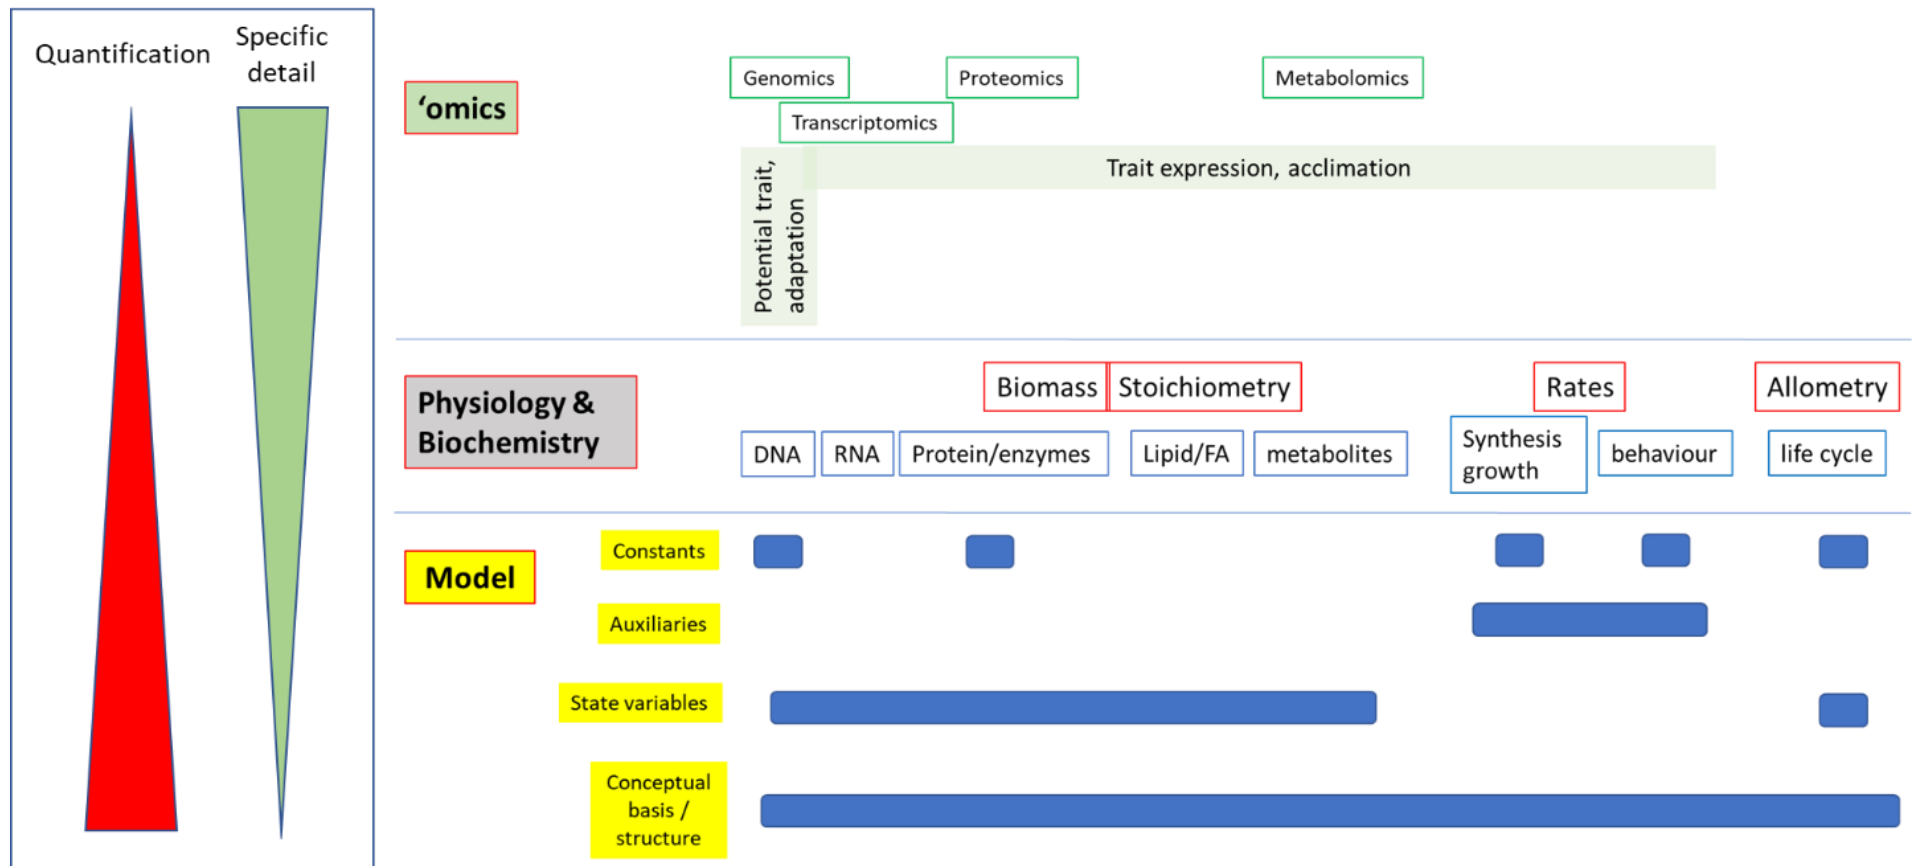 Quantification
Specific
detail
‘omics
Genomics
Proteomics
Metabolomics
Transcriptomics
Trait expression, acclimation
Potential trait,
adaptation
Physiology &
Biochemistry
Biomass
Stoichiometry
Rates
Allometry
DNA
RNA
Protein/enzymes
Lipid/FA
metabolites
Synthesis
growth
behaviour
life cycle
Model
Constants
Auxiliaries
State variables
Conceptual
basis /
structure